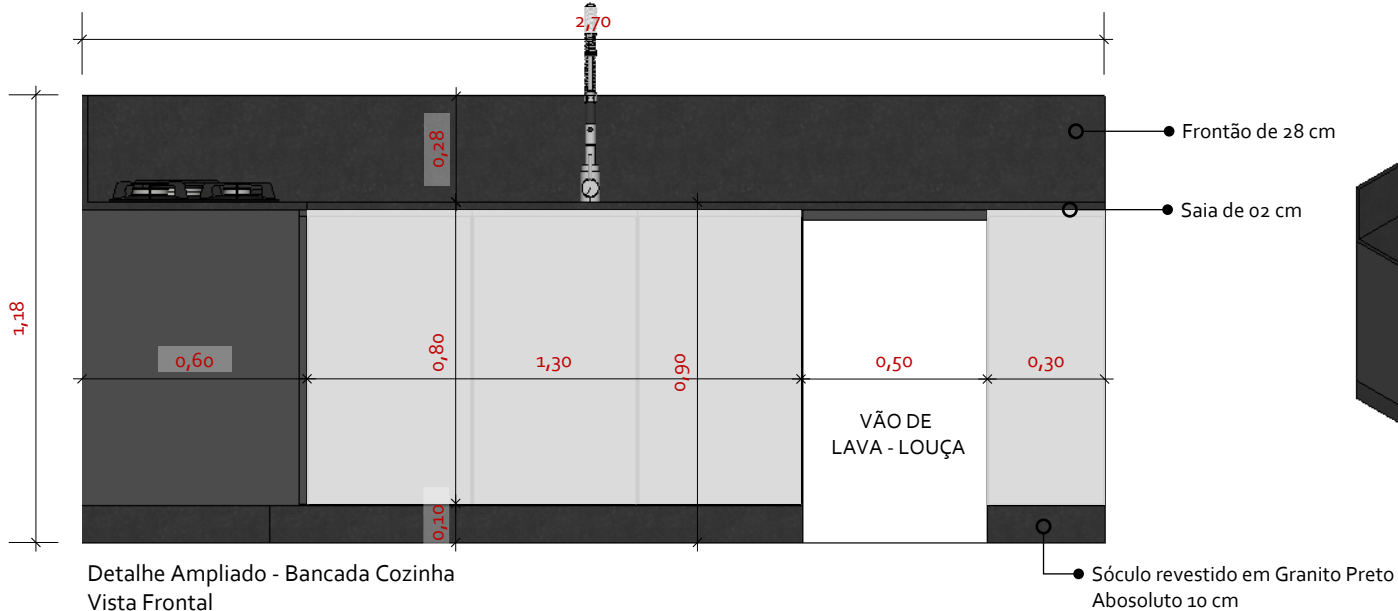 2,70
Frontão de 28 cm
0,28
Saia de 02 cm
1,18
0,60
0,80
1,30
0,90
0,50
0,30
VÃO DE
LAVA - LOUÇA
0,10
Detalhe Ampliado - Bancada Cozinha
Vista Frontal
Sóculo revestido em Granito Preto
Abosoluto 10 cm